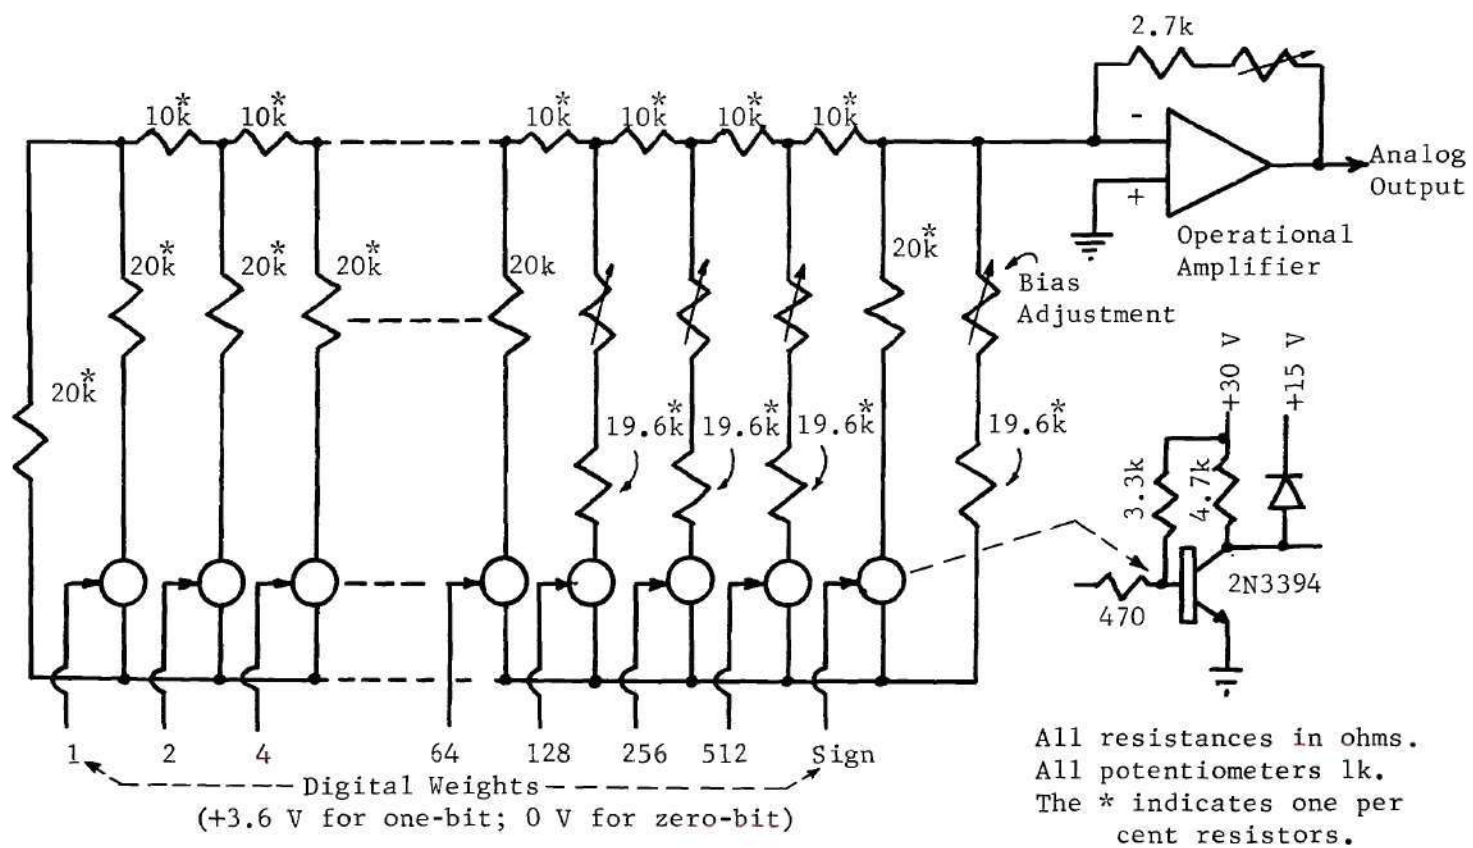 2.7k
10k* 10k* 10k* 10k* 10k* 10k*
-
+
Analog
Output
Operational
Amplifier
20k* 20k* 20k* 20k 20k*
Bias
Adjustment
20k*
19.6k* 19.6k* 19.6k* 19.6k*
+30 V
+15 V
3.3k
4.7k
470
2N3394
1 2 4 64 128 256 512 Sign
Digital Weights
(+3.6 V for one-bit; 0 V for zero-bit)
All resistances in ohms.
All potentiometers 1k.
The * indicates one per
cent resistors.